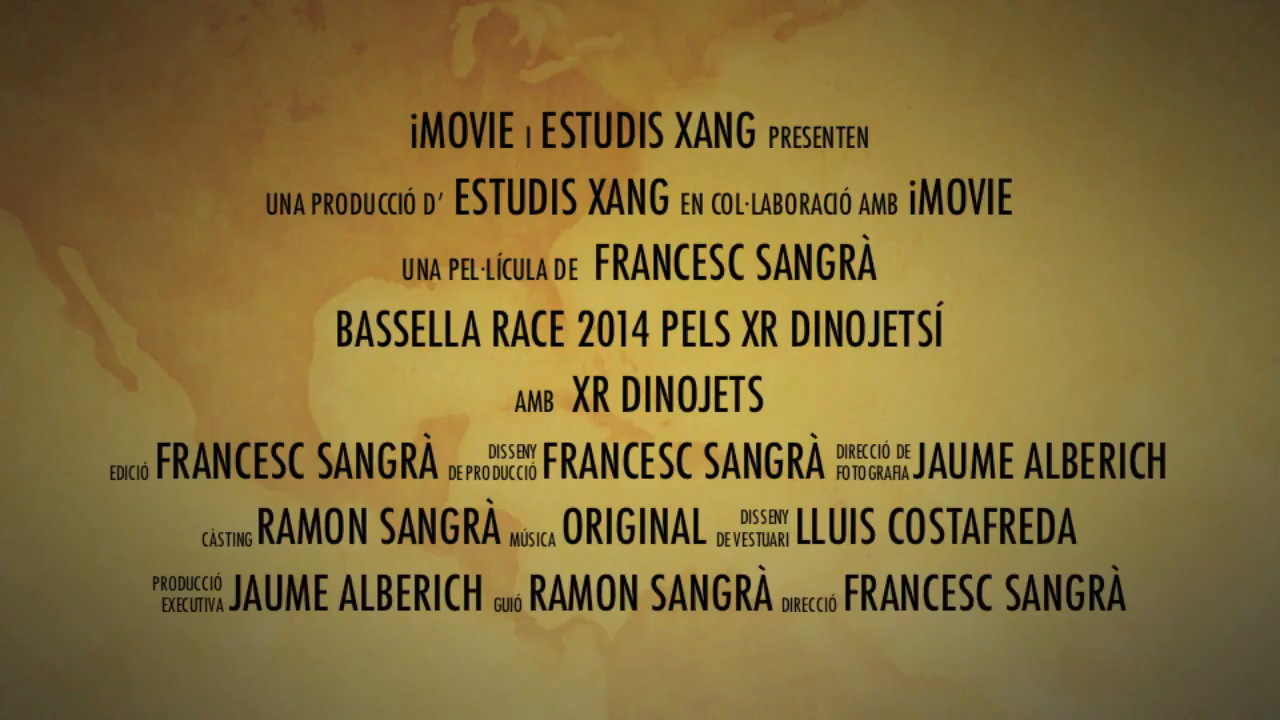 iMOVIE I ESTUDIS XANG PRESENTEN
UNA PRODUCCIÓ D' ESTUDIS XANG EN COL·LABORACIÓ AMB iMOVIE
UNA PEL·LÍCULA DE FRANCESC SANGRÀ
BASSELLA RACE 2014 PELS XR DINOJETSÍ
AMB XR DINOJETS
EDICIÓ FRANCESC SANGRÀ DISSENY DE PRODUCCIÓ FRANCESC SANGRÀ DIRECCIÓ DE FOTOGRAFIA JAUME ALBERICH
CÀSTING RAMON SANGRÀ MÚSICA ORIGINAL DISSENY DE VESTUARI LLUIS COSTAFREDA
PRODUCCIÓ EXECUTIVA JAUME ALBERICH GUIÓ RAMON SANGRÀ DIRECCIÓ FRANCESC SANGRÀ